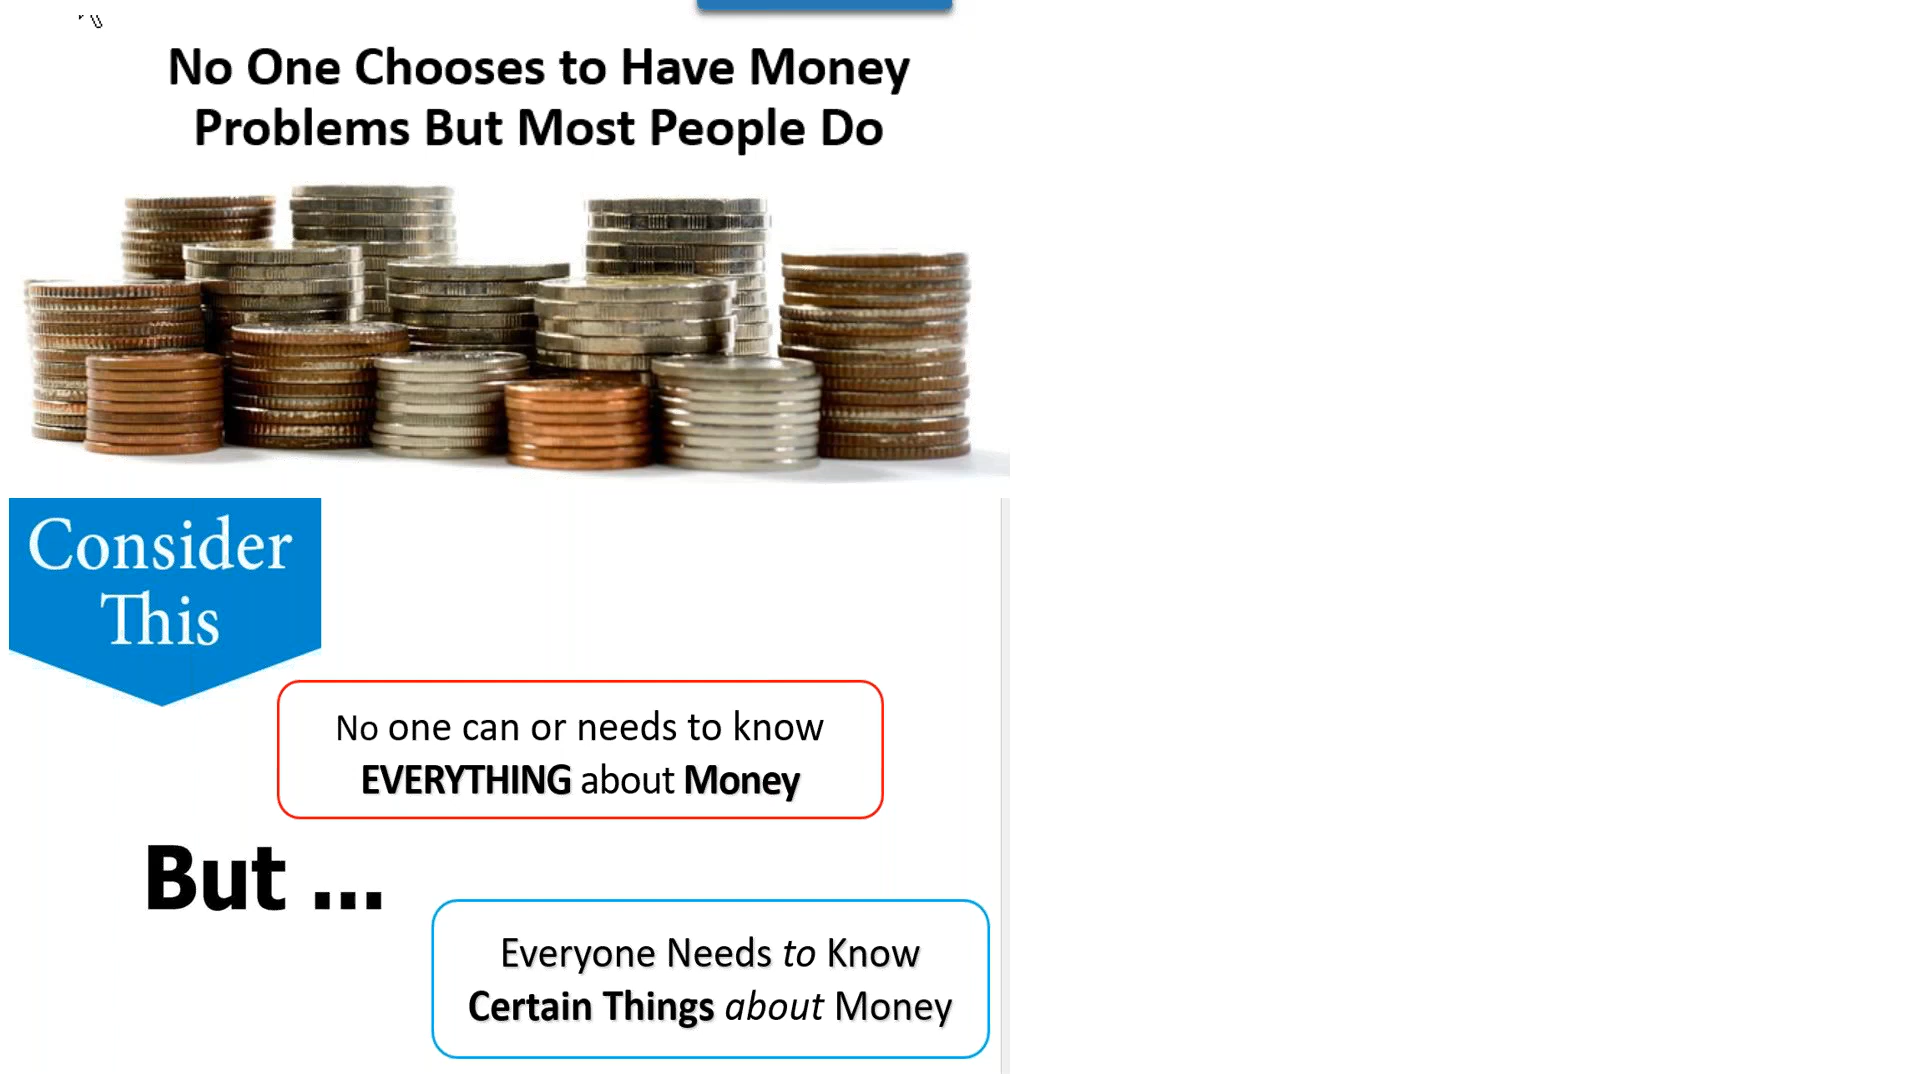 No One Chooses to Have Money
Problems But Most People Do
Consider
This
No one can or needs to know
EVERYTHING about Money
But ...
Everyone Needs to Know
Certain Things about Money